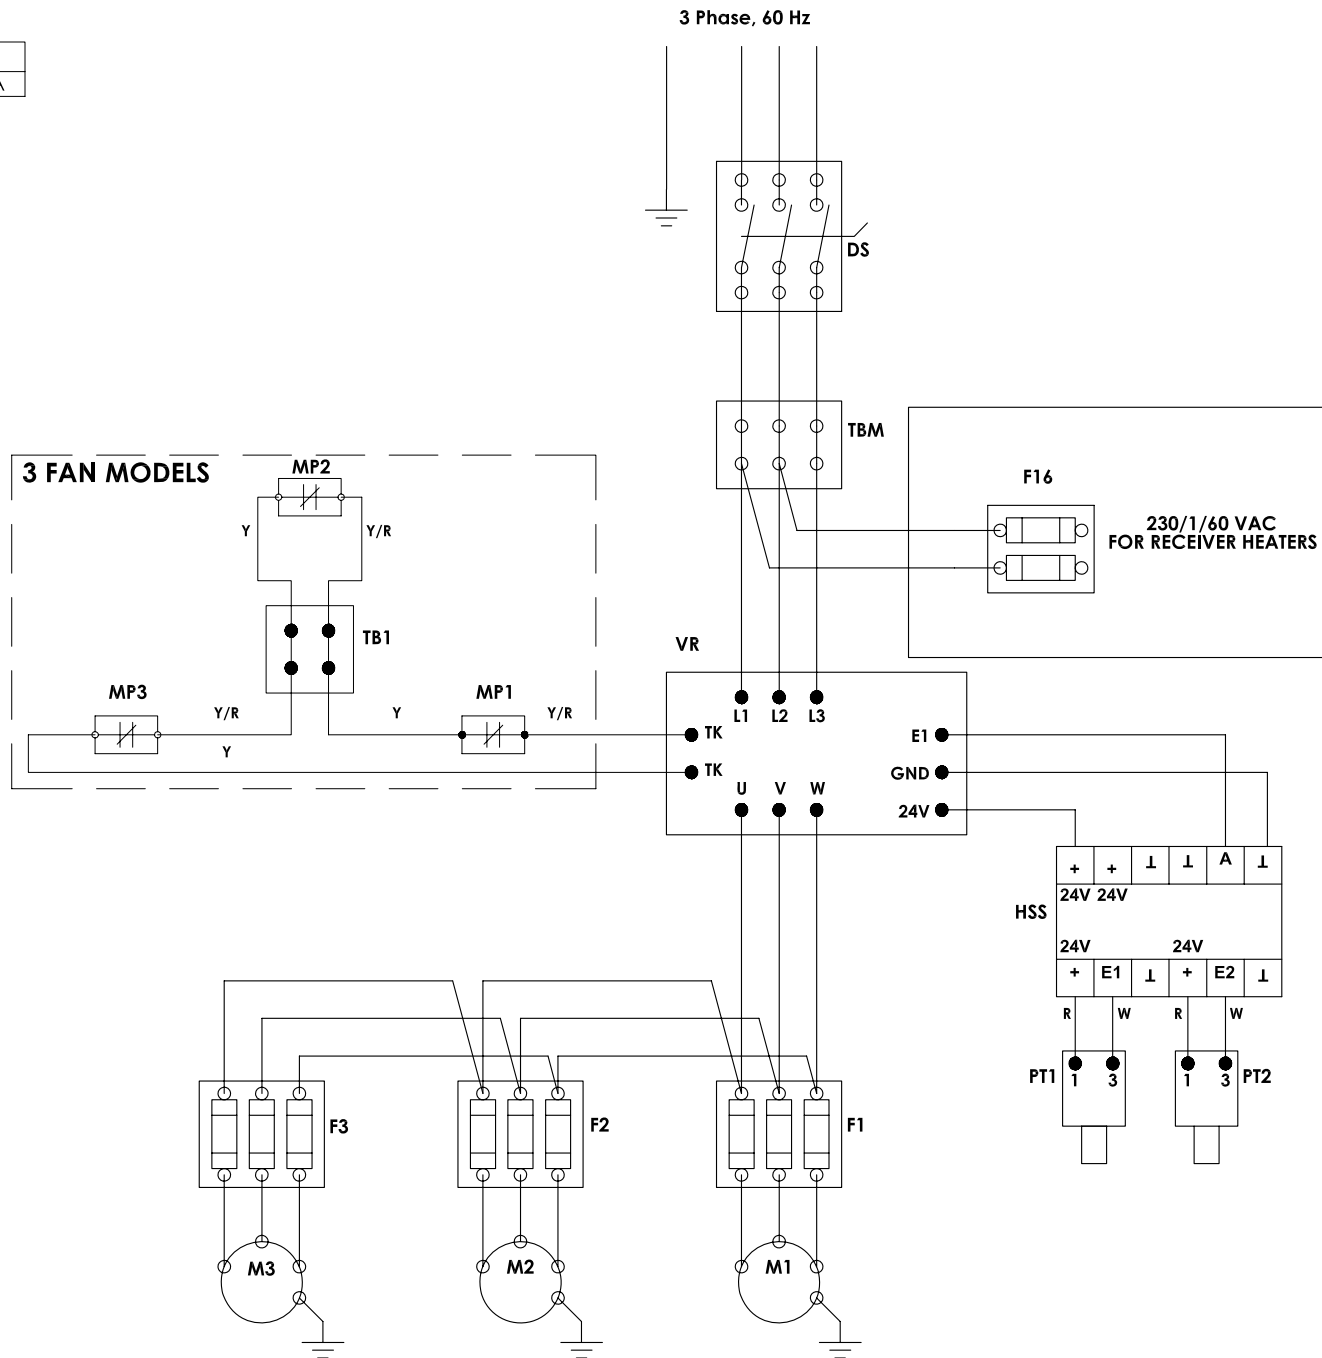 3 Phase, 60 Hz
A
DS
TBM
F16
230/1/60 VAC
FOR RECEIVER HEATERS
3 FAN MODELS
MP2
Y
Y/R
TB1
VR
MP3
Y/R
Y
Y
MP1
Y/R
L1 L2 L3
TK
TK
E1
GND
24V
U V W
+ + ⊥ ⊥ A ⊥
24V 24V
HSS
24V 24V
+ E1 ⊥ + E2 ⊥
R W R W
PT1 1 3 1 3 PT2
F3 F2 F1
M3 M2 M1